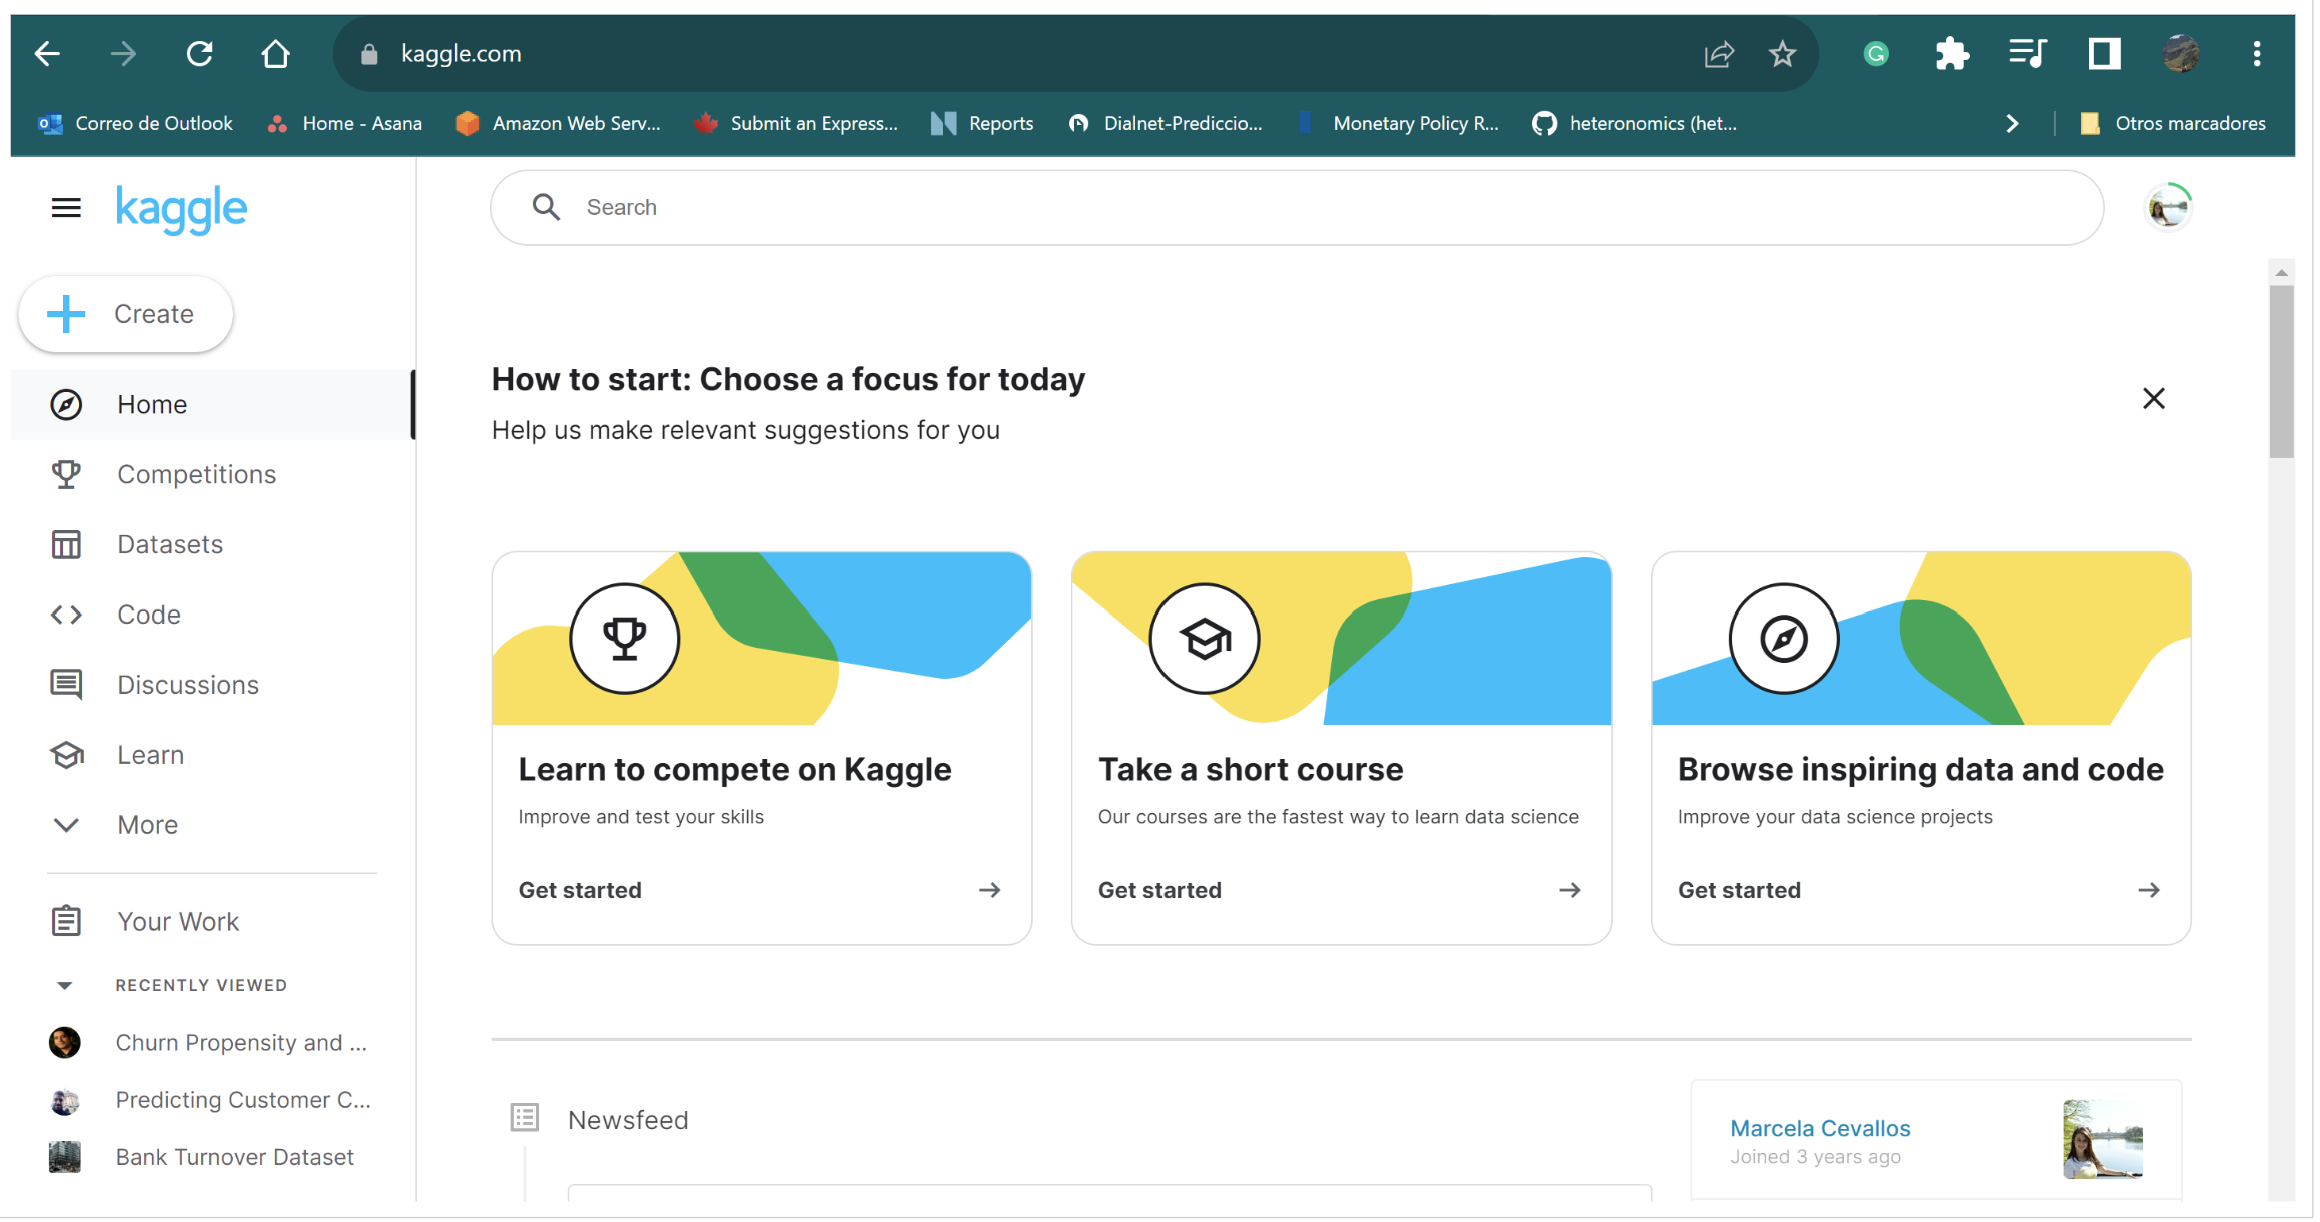 kaggle.com
Correo de Outlook
Home - Asana
Amazon Web Serv...
Submit an Express...
Reports
Dialnet-Prediccio...
Monetary Policy R...
heteronomics (het...
Otros marcadores
kaggle
Search
Create
Home
Competitions
Datasets
Code
Discussions
Learn
More
Your Work
RECENTLY VIEWED
Churn Propensity and ...
Predicting Customer C...
Bank Turnover Dataset
How to start: Choose a focus for today
Help us make relevant suggestions for you
Learn to compete on Kaggle
Improve and test your skills
Get started
Take a short course
Our courses are the fastest way to learn data science
Get started
Browse inspiring data and code
Improve your data science projects
Get started
Newsfeed
Marcela Cevallos
Joined 3 years ago